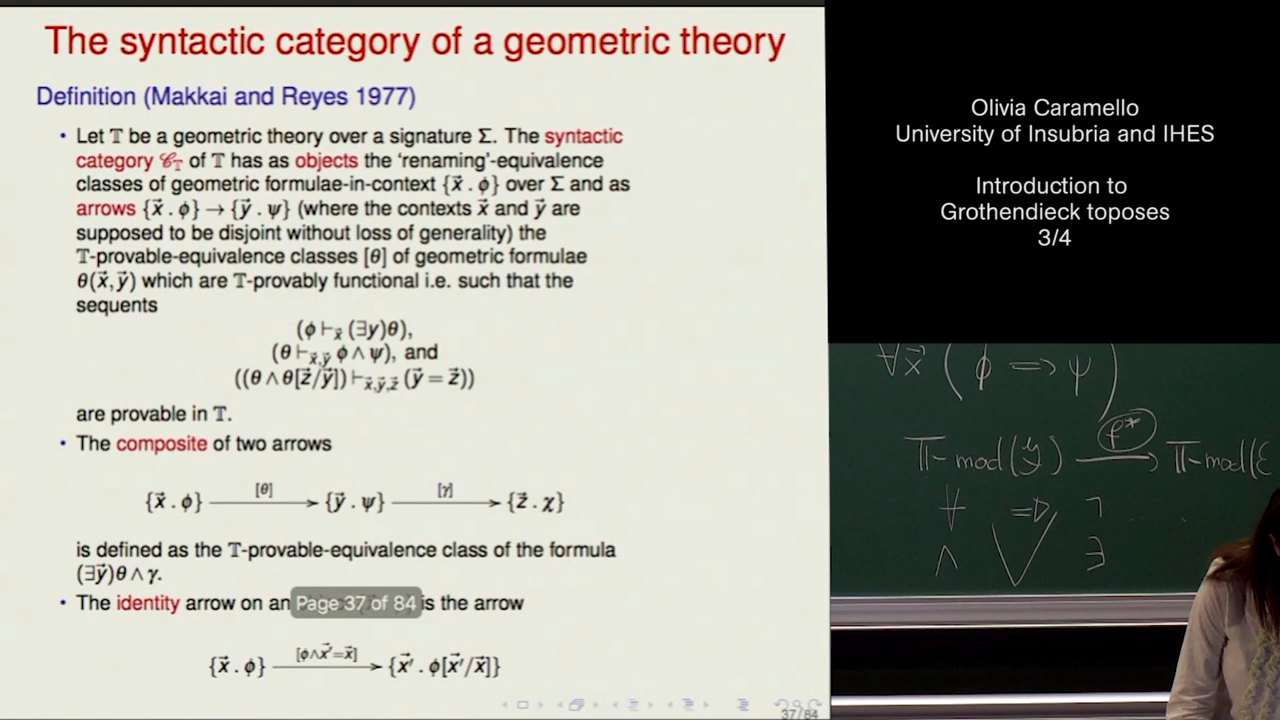 The syntactic category of a geometric theory
Definition (Makkai and Reyes 1977)
• Let 𝕋 be a geometric theory over a signature Σ. The syntactic
category 𝒞_𝕋 of 𝕋 has as objects the ‘renaming’-equivalence
classes of geometric formulae-in-context {x⃗ . ϕ} over Σ and as
arrows {x⃗ . ϕ} → {y⃗ . ψ} (where the contexts x⃗ and y⃗ are
supposed to be disjoint without loss of generality) the
𝕋-provable-equivalence classes [θ] of geometric formulae
θ(x⃗, y⃗) which are 𝕋-provably functional i.e. such that the
sequents
(ϕ ⊢_x⃗ (∃y)θ),
(θ ⊢_x⃗,y⃗ ϕ ∧ ψ), and
((θ ∧ θ[z⃗/y⃗]) ⊢_x⃗,y⃗,z⃗ (y⃗ = z⃗))
are provable in 𝕋.
• The composite of two arrows
{x⃗ . ϕ} —[θ]→ {y⃗ . ψ} —[γ]→ {z⃗ . χ}
is defined as the 𝕋-provable-equivalence class of the formula
(∃y⃗)θ ∧ γ.
• The identity arrow on an is the arrow
Page 37 of 84
{x⃗ . ϕ} —[ϕ∧x⃗′=x⃗]→ {x⃗′ . ϕ[x⃗′/x⃗]}
37/84
Olivia Caramello
University of Insubria and IHES
Introduction to
Grothendieck toposes
3/4
∀x⃗ (ϕ ⇒ ψ)
𝕋-mod(y) —f*→ 𝕋-mod(ℰ
∀ ⇒ ¬
∧ ⋁ ∃